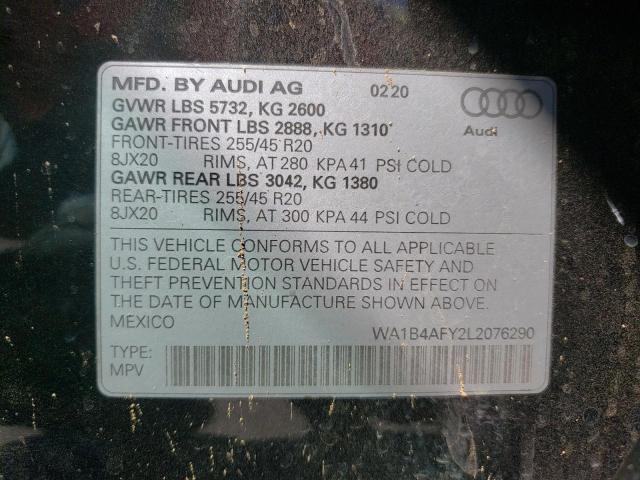 MFD. BY AUDI AG 02 20
GVWR LBS 5732, KG 2600
GAWR FRONT LBS 2888, KG 1310
Audi
FRONT-TIRES 255/45 R20
8JX20 RIMS, AT 280 KPA 41 PSI COLD
GAWR REAR LBS 3042, KG 1380
REAR-TIRES 255/45 R20
8JX20 RIMS, AT 300 KPA 44 PSI COLD
THIS VEHICLE CONFORMS TO ALL APPLICABLE
U.S. FEDERAL MOTOR VEHICLE SAFETY AND
THEFT PREVENTION STANDARDS IN EFFECT ON
THE DATE OF MANUFACTURE SHOWN ABOVE.
MEXICO WA1B4AFY2L2076290
TYPE:
MPV